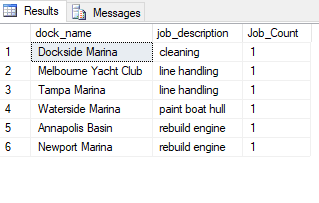 Results Messages
dock_name job_description Job_Count
1 Dockside Marina cleaning 1
2 Melbourne Yacht Club line handling 1
3 Tampa Marina line handling 1
4 Waterside Marina paint boat hull 1
5 Annapolis Basin rebuild engine 1
6 Newport Marina rebuild engine 1